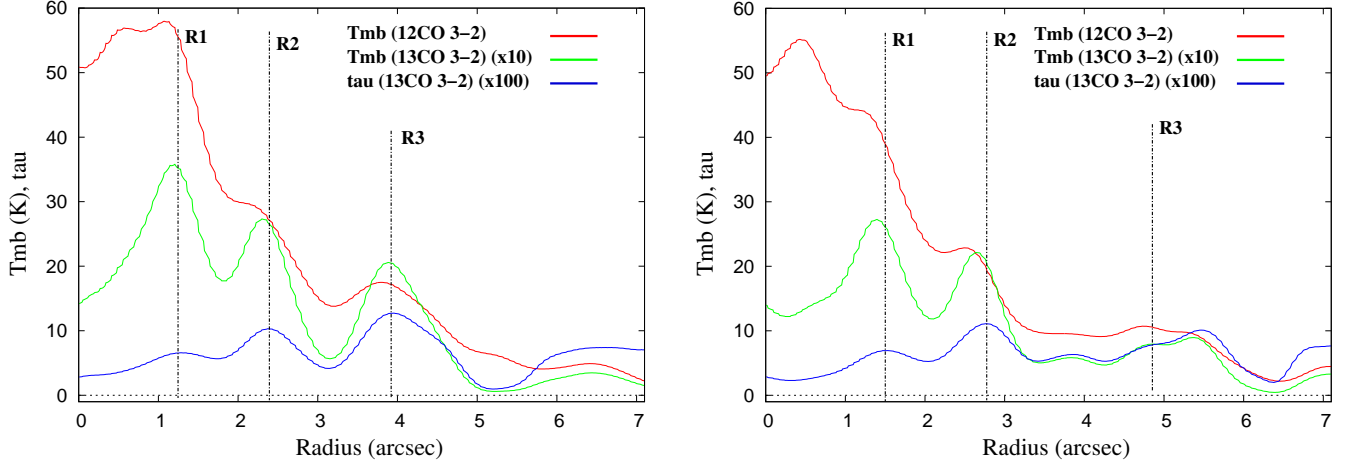 60
50
40
30
20
10
0
Tmb (K), tau
R1
R2
R3
Tmb (12CO 3−2)
Tmb (13CO 3−2) (x10)
tau (13CO 3−2) (x100)
0 1 2 3 4 5 6 7
Radius (arcsec)
60
50
40
30
20
10
0
Tmb (K), tau
R1
R2
R3
Tmb (12CO 3−2)
Tmb (13CO 3−2) (x10)
tau (13CO 3−2) (x100)
0 1 2 3 4 5 6 7
Radius (arcsec)